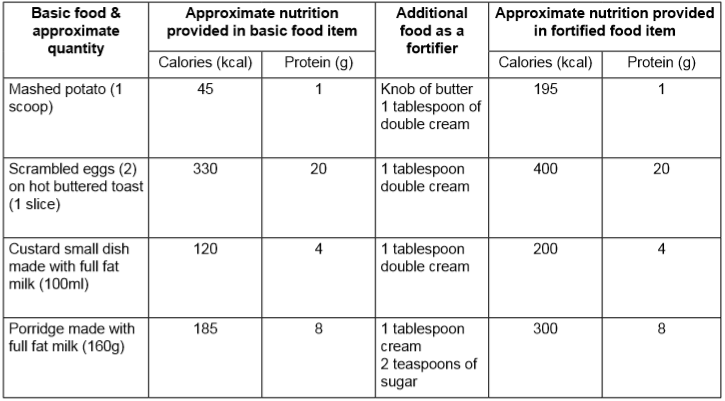 Basic food &
approximate
quantity
Approximate nutrition
provided in basic food item
Additional
food as a
fortifier
Approximate nutrition provided
in fortified food item
Calories (kcal)
Protein (g)
Calories (kcal)
Protein (g)
Mashed potato (1
scoop)
45
1
Knob of butter
1 tablespoon of
double cream
195
1
Scrambled eggs (2)
on hot buttered toast
(1 slice)
330
20
1 tablespoon
double cream
400
20
Custard small dish
made with full fat
milk (100ml)
120
4
1 tablespoon
double cream
200
4
Porridge made with
full fat milk (160g)
185
8
1 tablespoon
cream
2 teaspoons of
sugar
300
8